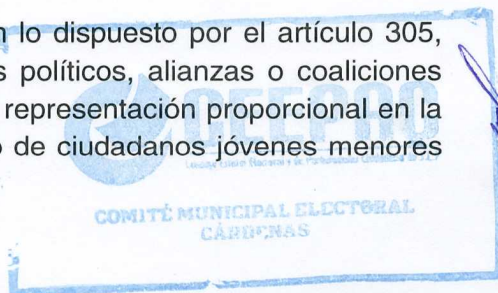 n lo dispuesto por el artículo 305,
s políticos, alianzas o coaliciones
representación proporcional en la
o de ciudadanos jóvenes menores
CEEPAC
COMITÉ MUNICIPAL ELECTORAL
CÁRDENAS